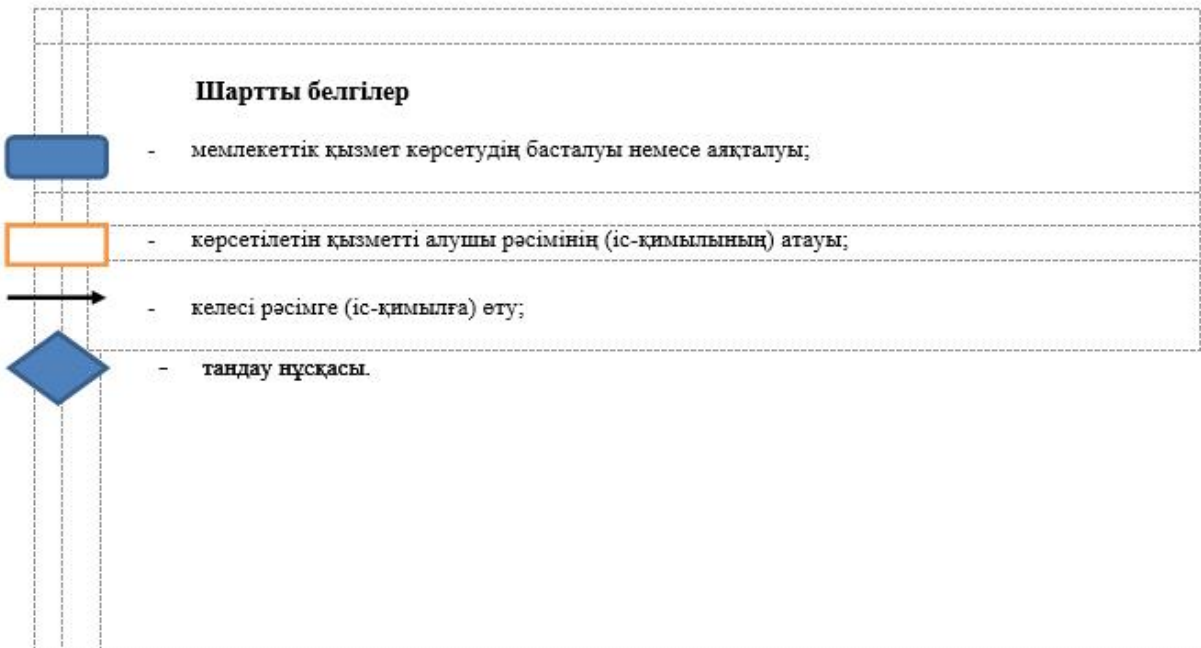 Шартты белгілер
- мемлекеттік қызмет көрсетудің басталуы немесе аяқталуы;
- көрсетілетін қызметті алушы рәсімінің (іс-қимылының) атауы;
- келесі рәсімге (іс-қимылға) өту;
- таңдау нұсқасы.